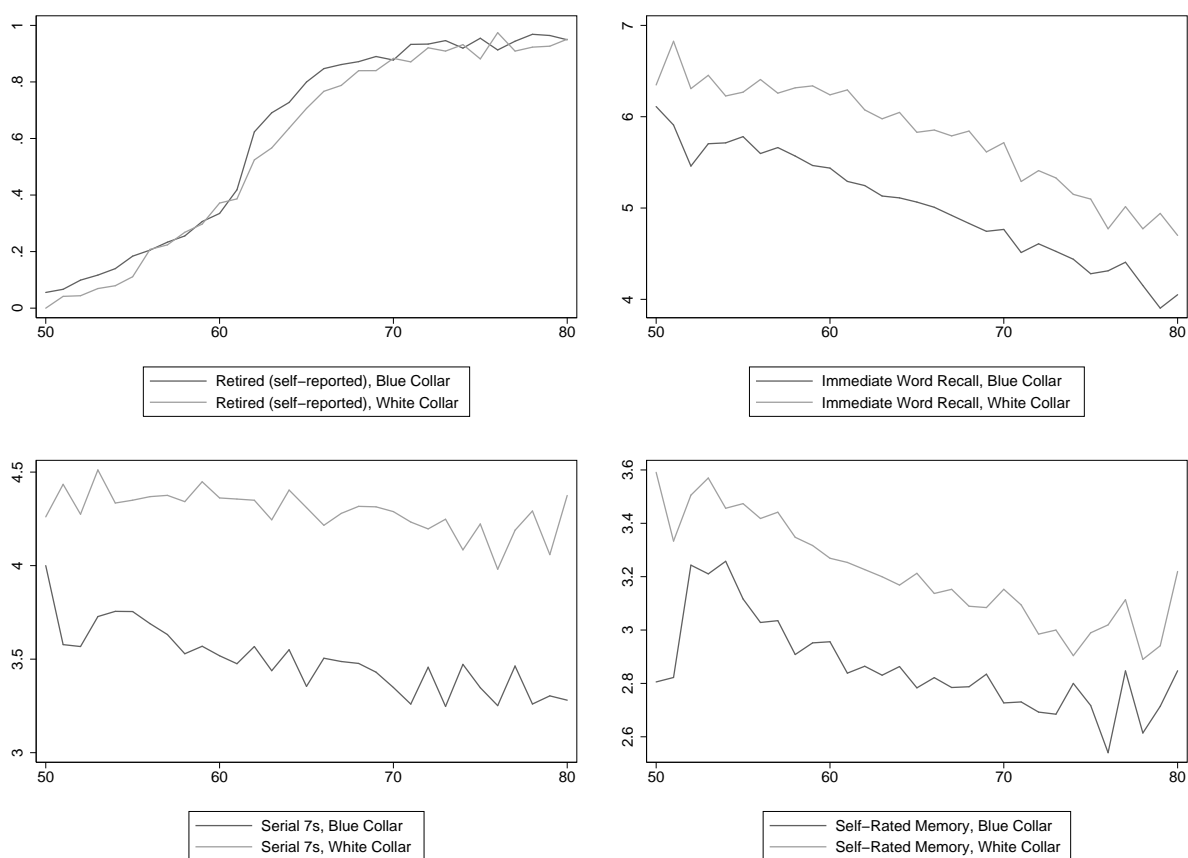 1
.8
.6
.4
.2
0
50 60 70 80
Retired (self−reported), Blue Collar
Retired (self−reported), White Collar
7
6
5
4
50 60 70 80
Immediate Word Recall, Blue Collar
Immediate Word Recall, White Collar
4.5
4
3.5
3
50 60 70 80
Serial 7s, Blue Collar
Serial 7s, White Collar
3.6
3.4
3.2
3
2.8
2.6
50 60 70 80
Self−Rated Memory, Blue Collar
Self−Rated Memory, White Collar